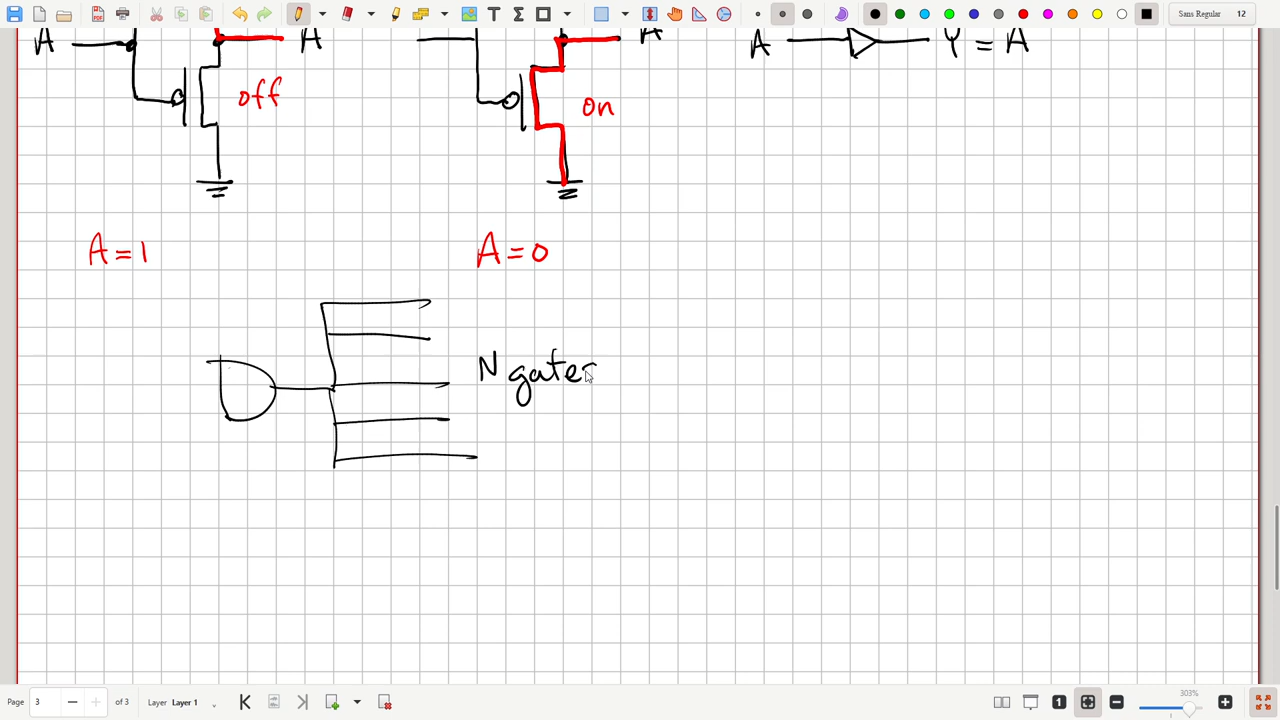 Sans Regular 12
A A A Y = A
off
on
A = 1 A = 0
N gates
Page 3 of 3 Layer Layer 1 303%